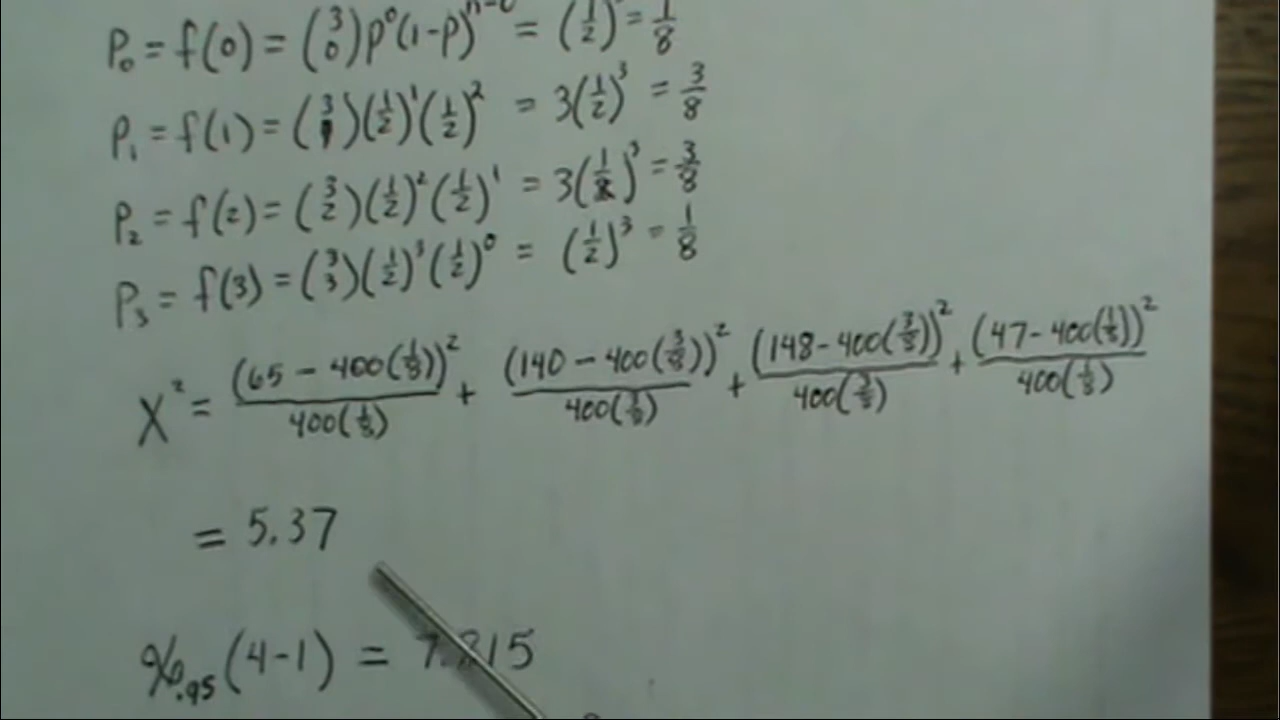 P₀ = f(0) = (3 0) p⁰ (1-p)ⁿ⁻⁰ = (1/2) = 1/8
P₁ = f(1) = (3 1) (1/2)¹ (1/2)² = 3(1/2)³ = 3/8
P₂ = f(2) = (3 2) (1/2)² (1/2)¹ = 3(1/2)³ = 3/8
P₃ = f(3) = (3 3) (1/2)³ (1/2)⁰ = (1/2)³ = 1/8
X² = (65 - 400(1/8))² / 400(1/8) + (140 - 400(3/8))² / 400(3/8) + (148 - 400(3/8))² / 400(3/8) + (47 - 400(1/8))² / 400(1/8)
= 5.37
χ.95 (4-1) =